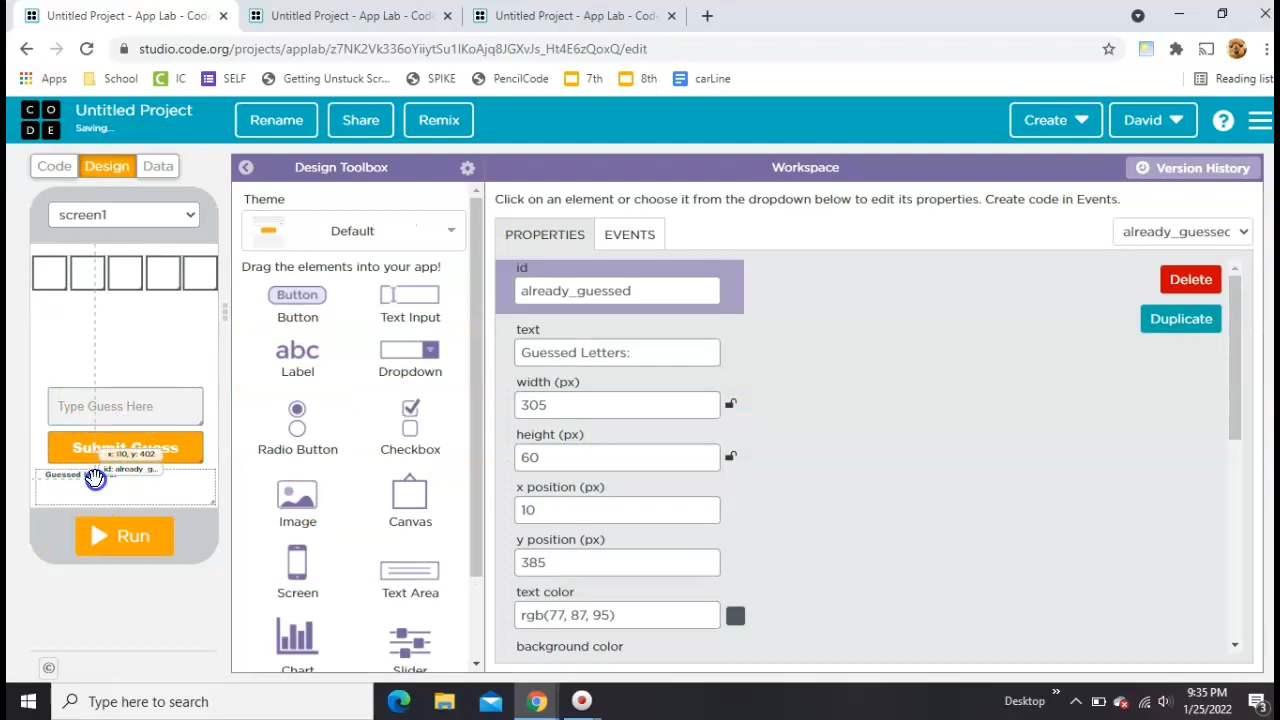 Untitled Project - App Lab - Code
Untitled Project - App Lab - Code
Untitled Project - App Lab - Code
studio.code.org/projects/applab/z7NK2Vk336oYiiytSu1lKoAjq8JGXvJs_Ht4E6zQoxQ/edit
Apps School IC SELF Getting Unstuck Scr... SPIKE PencilCode 7th 8th carLine Reading list
C O D E
Untitled Project
Saving...
Rename Share Remix Create David ?
Code Design Data
Design Toolbox
Workspace
Version History
screen1
Theme
Default
Click on an element or choose it from the dropdown below to edit its properties. Create code in Events.
PROPERTIES EVENTS
already_guessec
Drag the elements into your app!
Button
Button
Text Input
abc
Label
Dropdown
Radio Button
Checkbox
Image
Canvas
Screen
Text Area
Chart
Slider
id
already_guessed
Delete
Duplicate
text
Guessed Letters:
width (px)
305
height (px)
60
x position (px)
10
y position (px)
385
text color
rgb(77, 87, 95)
background color
Type Guess Here
Submit Guess
x: 110, y: 402
id: already_g...
Guessed
Run
©
Type here to search
Desktop
9:35 PM
1/25/2022
3